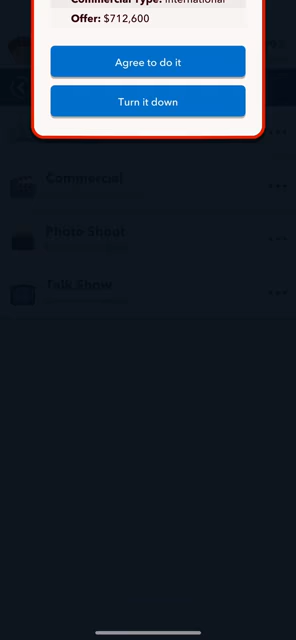 Commercial Type: International
Offer: $712,600
Agree to do it
Turn it down
Commercial
Photo Shoot
Talk Show